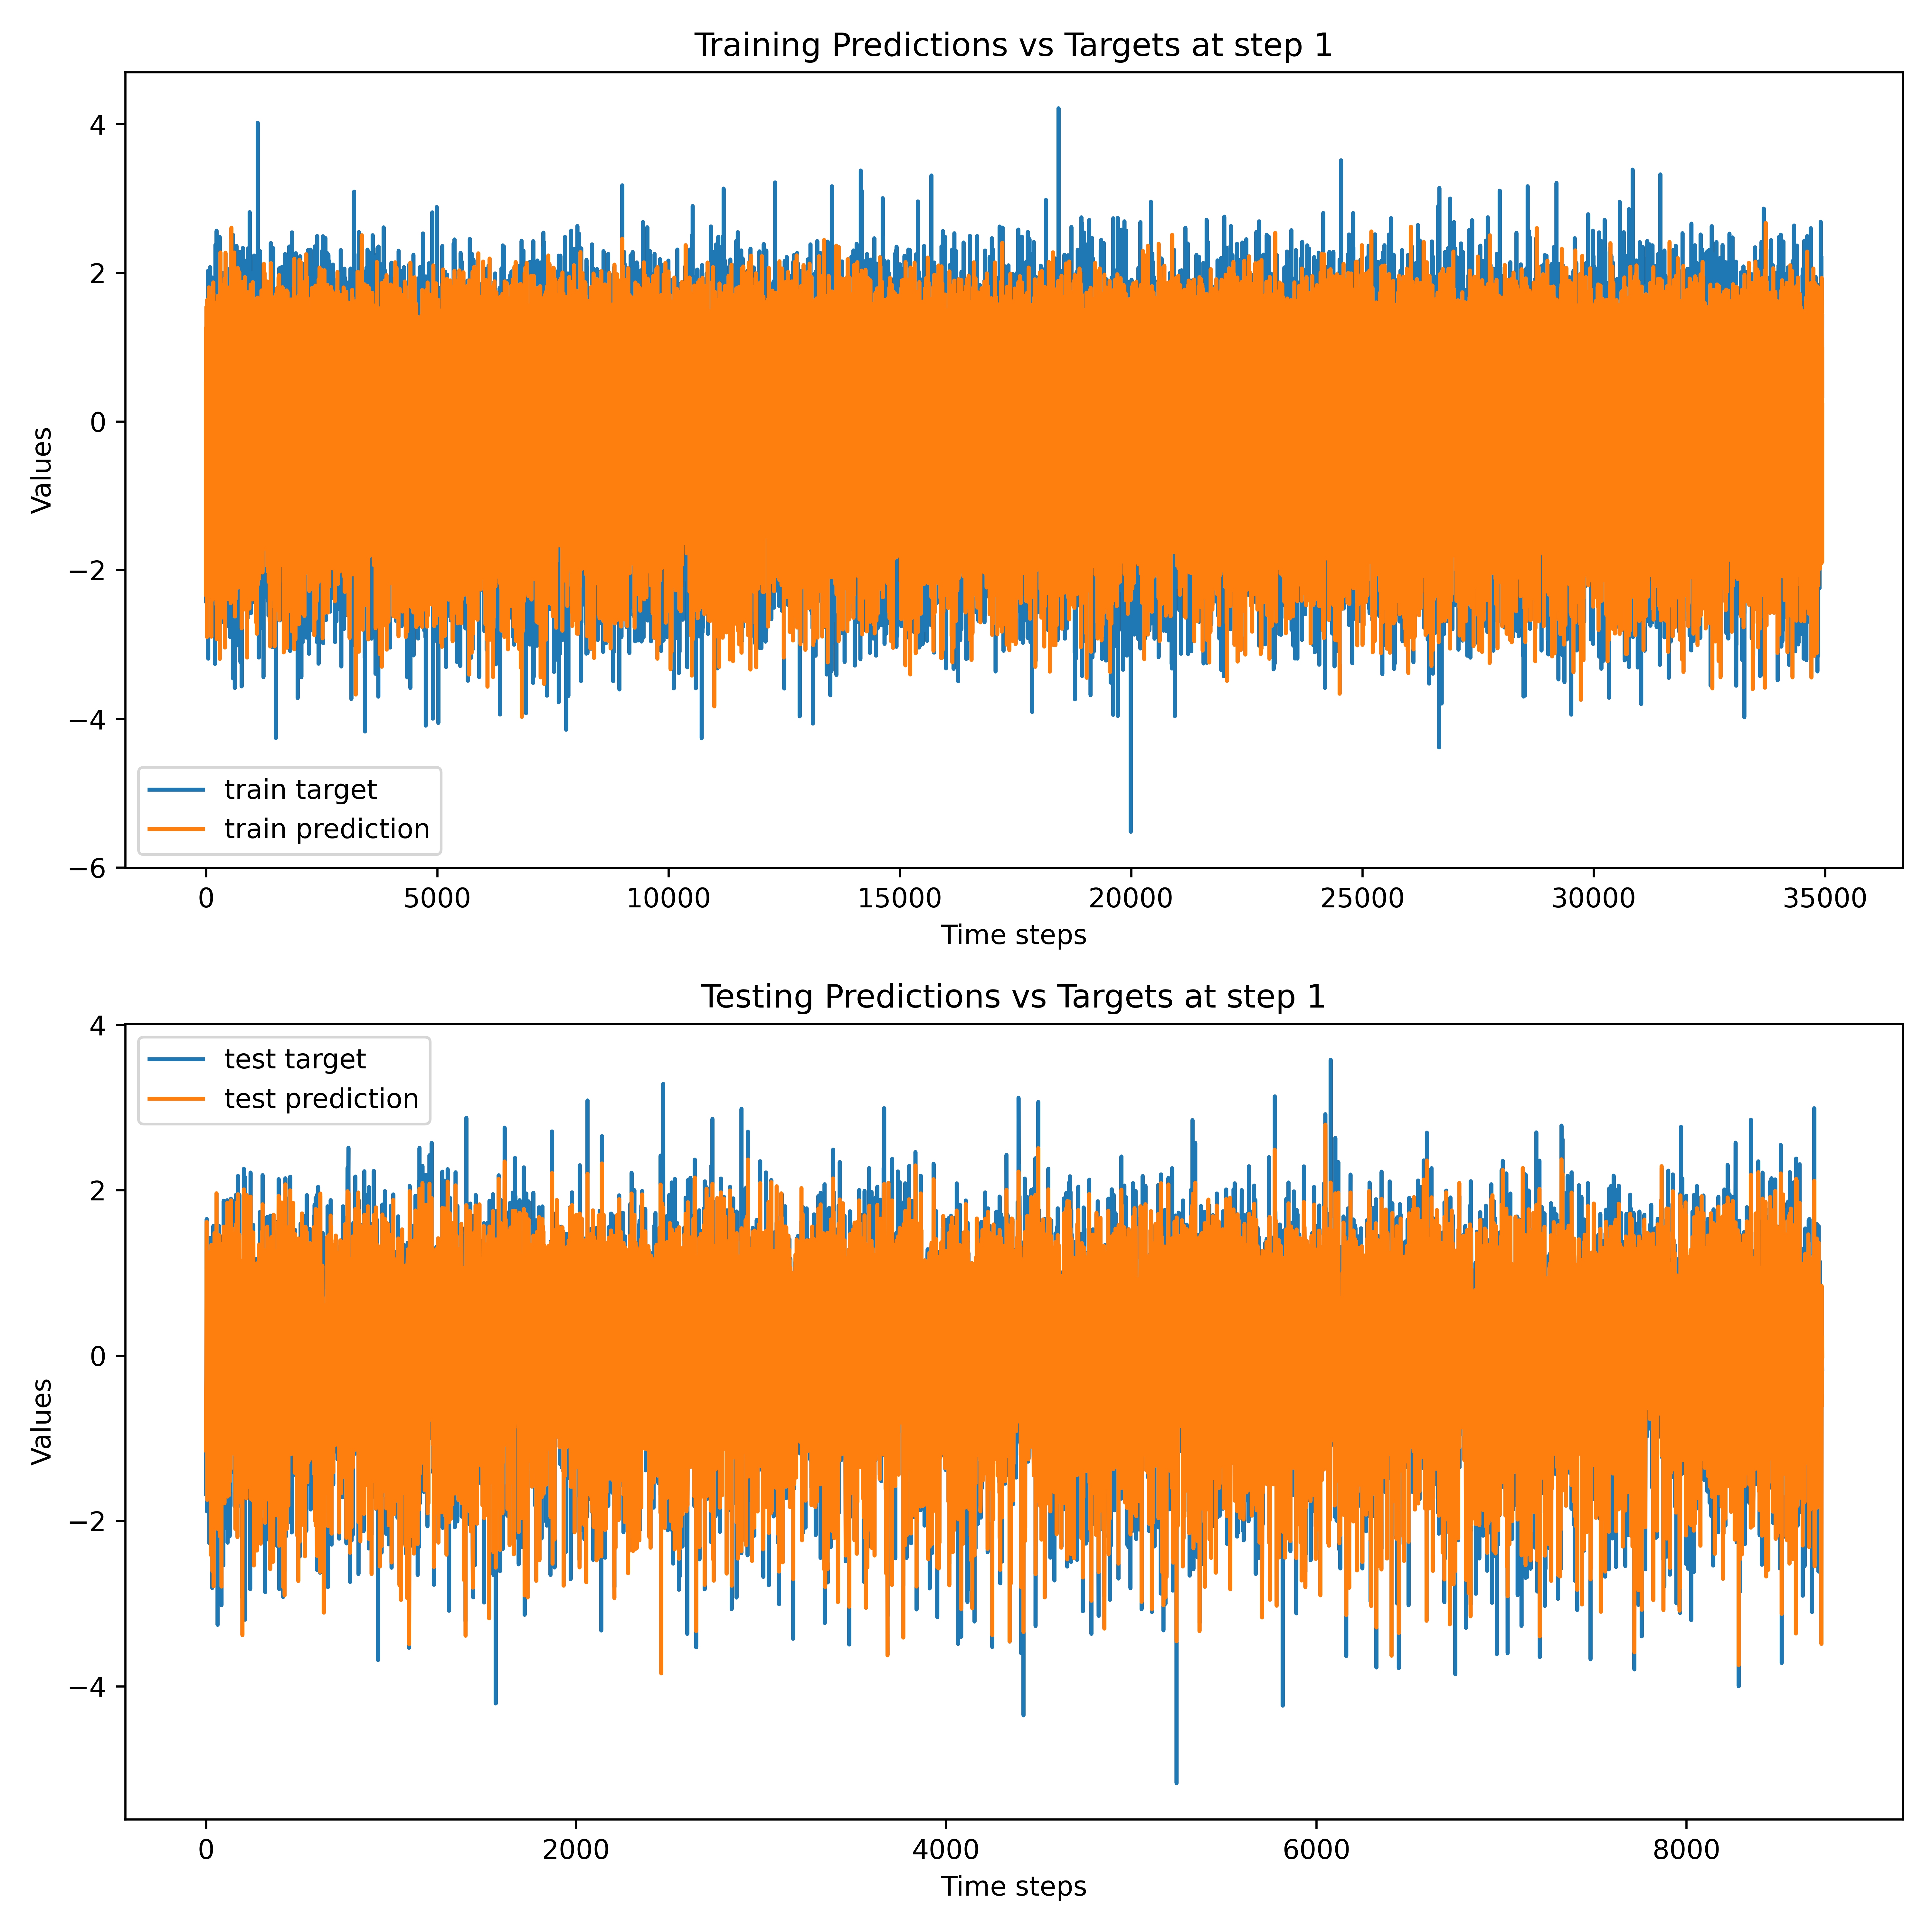 Training Predictions vs Targets at step 1
4
2
0
−2
−4
−6
Values
train target
train prediction
0 5000 10000 15000 20000 25000 30000 35000
Time steps
Testing Predictions vs Targets at step 1
4
2
0
−2
−4
Values
test target
test prediction
0 2000 4000 6000 8000
Time steps